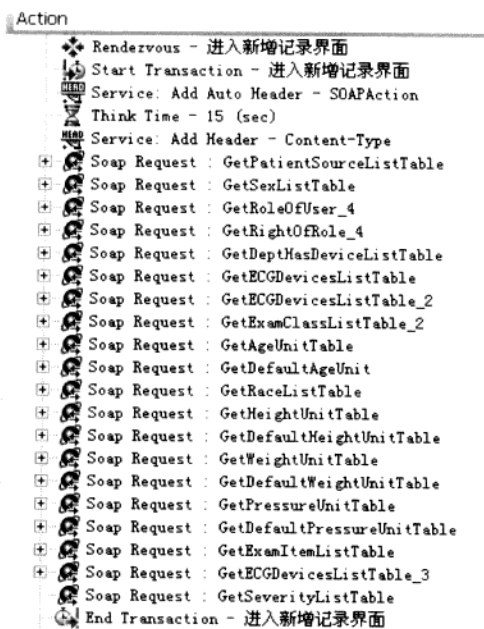 Action
Rendezvous - 进入新增记录界面
Start Transaction - 进入新增记录界面
HEAD Service: Add Auto Header - SOAPAction
Think Time - 15 (sec)
HEAD Service: Add Header - Content-Type
Soap Request : GetPatientSourceListTable
Soap Request : GetSexListTable
Soap Request : GetRoleOfUser_4
Soap Request : GetRightOfRole_4
Soap Request : GetDeptHasDeviceListTable
Soap Request : GetECGDevicesListTable
Soap Request : GetECGDevicesListTable_2
Soap Request : GetExamClassListTable_2
Soap Request : GetAgeUnitTable
Soap Request : GetDefaultAgeUnit
Soap Request : GetRaceListTable
Soap Request : GetHeightUnitTable
Soap Request : GetDefaultHeightUnitTable
Soap Request : GetWeightUnitTable
Soap Request : GetDefaultWeightUnitTable
Soap Request : GetPressureUnitTable
Soap Request : GetDefaultPressureUnitTable
Soap Request : GetExamItemListTable
Soap Request : GetECGDevicesListTable_3
Soap Request : GetSeverityListTable
End Transaction - 进入新增记录界面